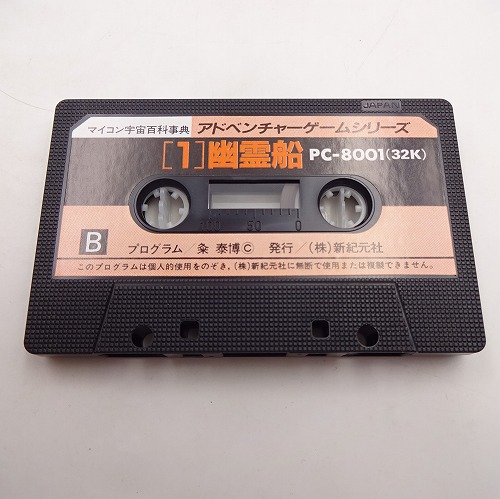 JAPAN
マイコン宇宙百科事典 アドベンチャーゲームシリーズ
[1]幽霊船 PC-8001(32K)
50 0
B プログラム/粂 泰博© 発行/(株)新紀元社
このプログラムは個人的使用をのぞき,(株)新紀元社に無断で使用または複製できません。